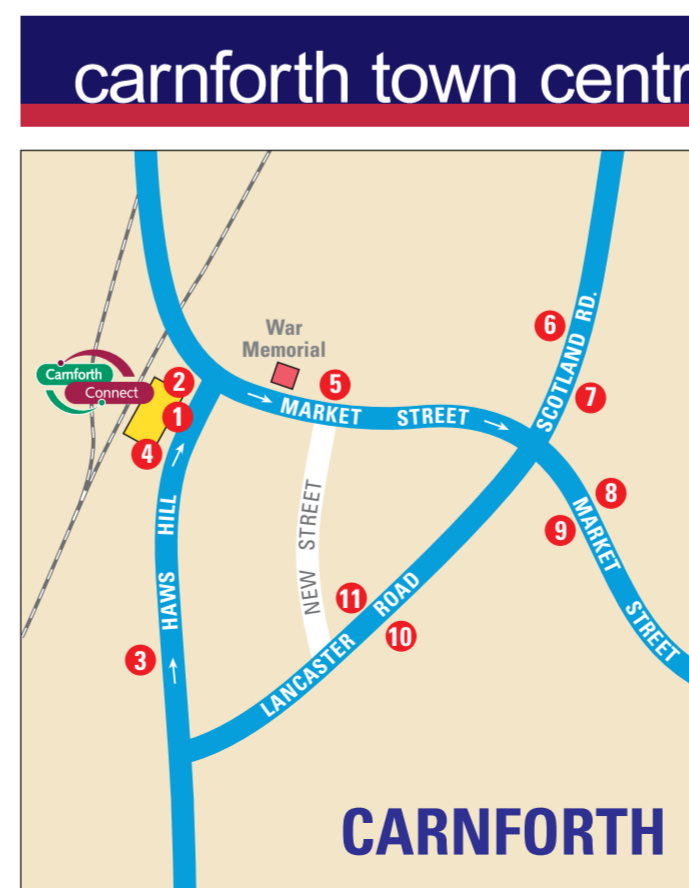 carnforth town centr
War
Memorial
6
SCOTLAND RD.
7
Carnforth
Connect
2
1
4
5
MARKET STREET
8
9
MARKET STREET
HAWS HILL
NEW STREET
11
LANCASTER ROAD
10
3
CARNFORTH